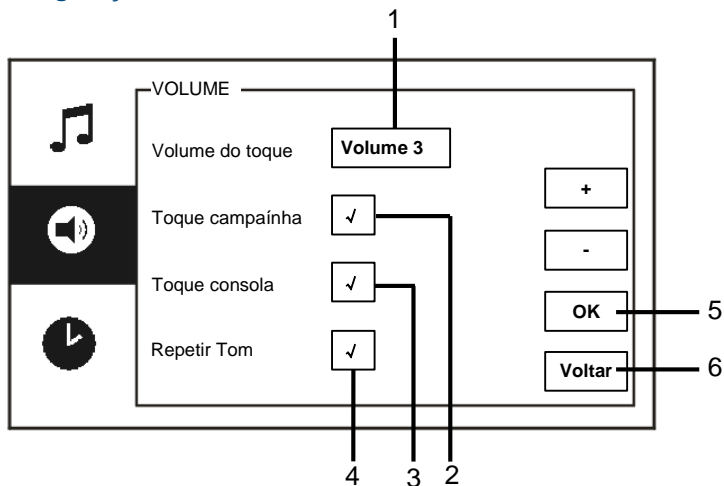 1
VOLUME
Volume do toque
Volume 3
+
Toque campaínha
√
-
Toque consola
√
OK
5
Repetir Tom
√
Voltar
6
4
3
2